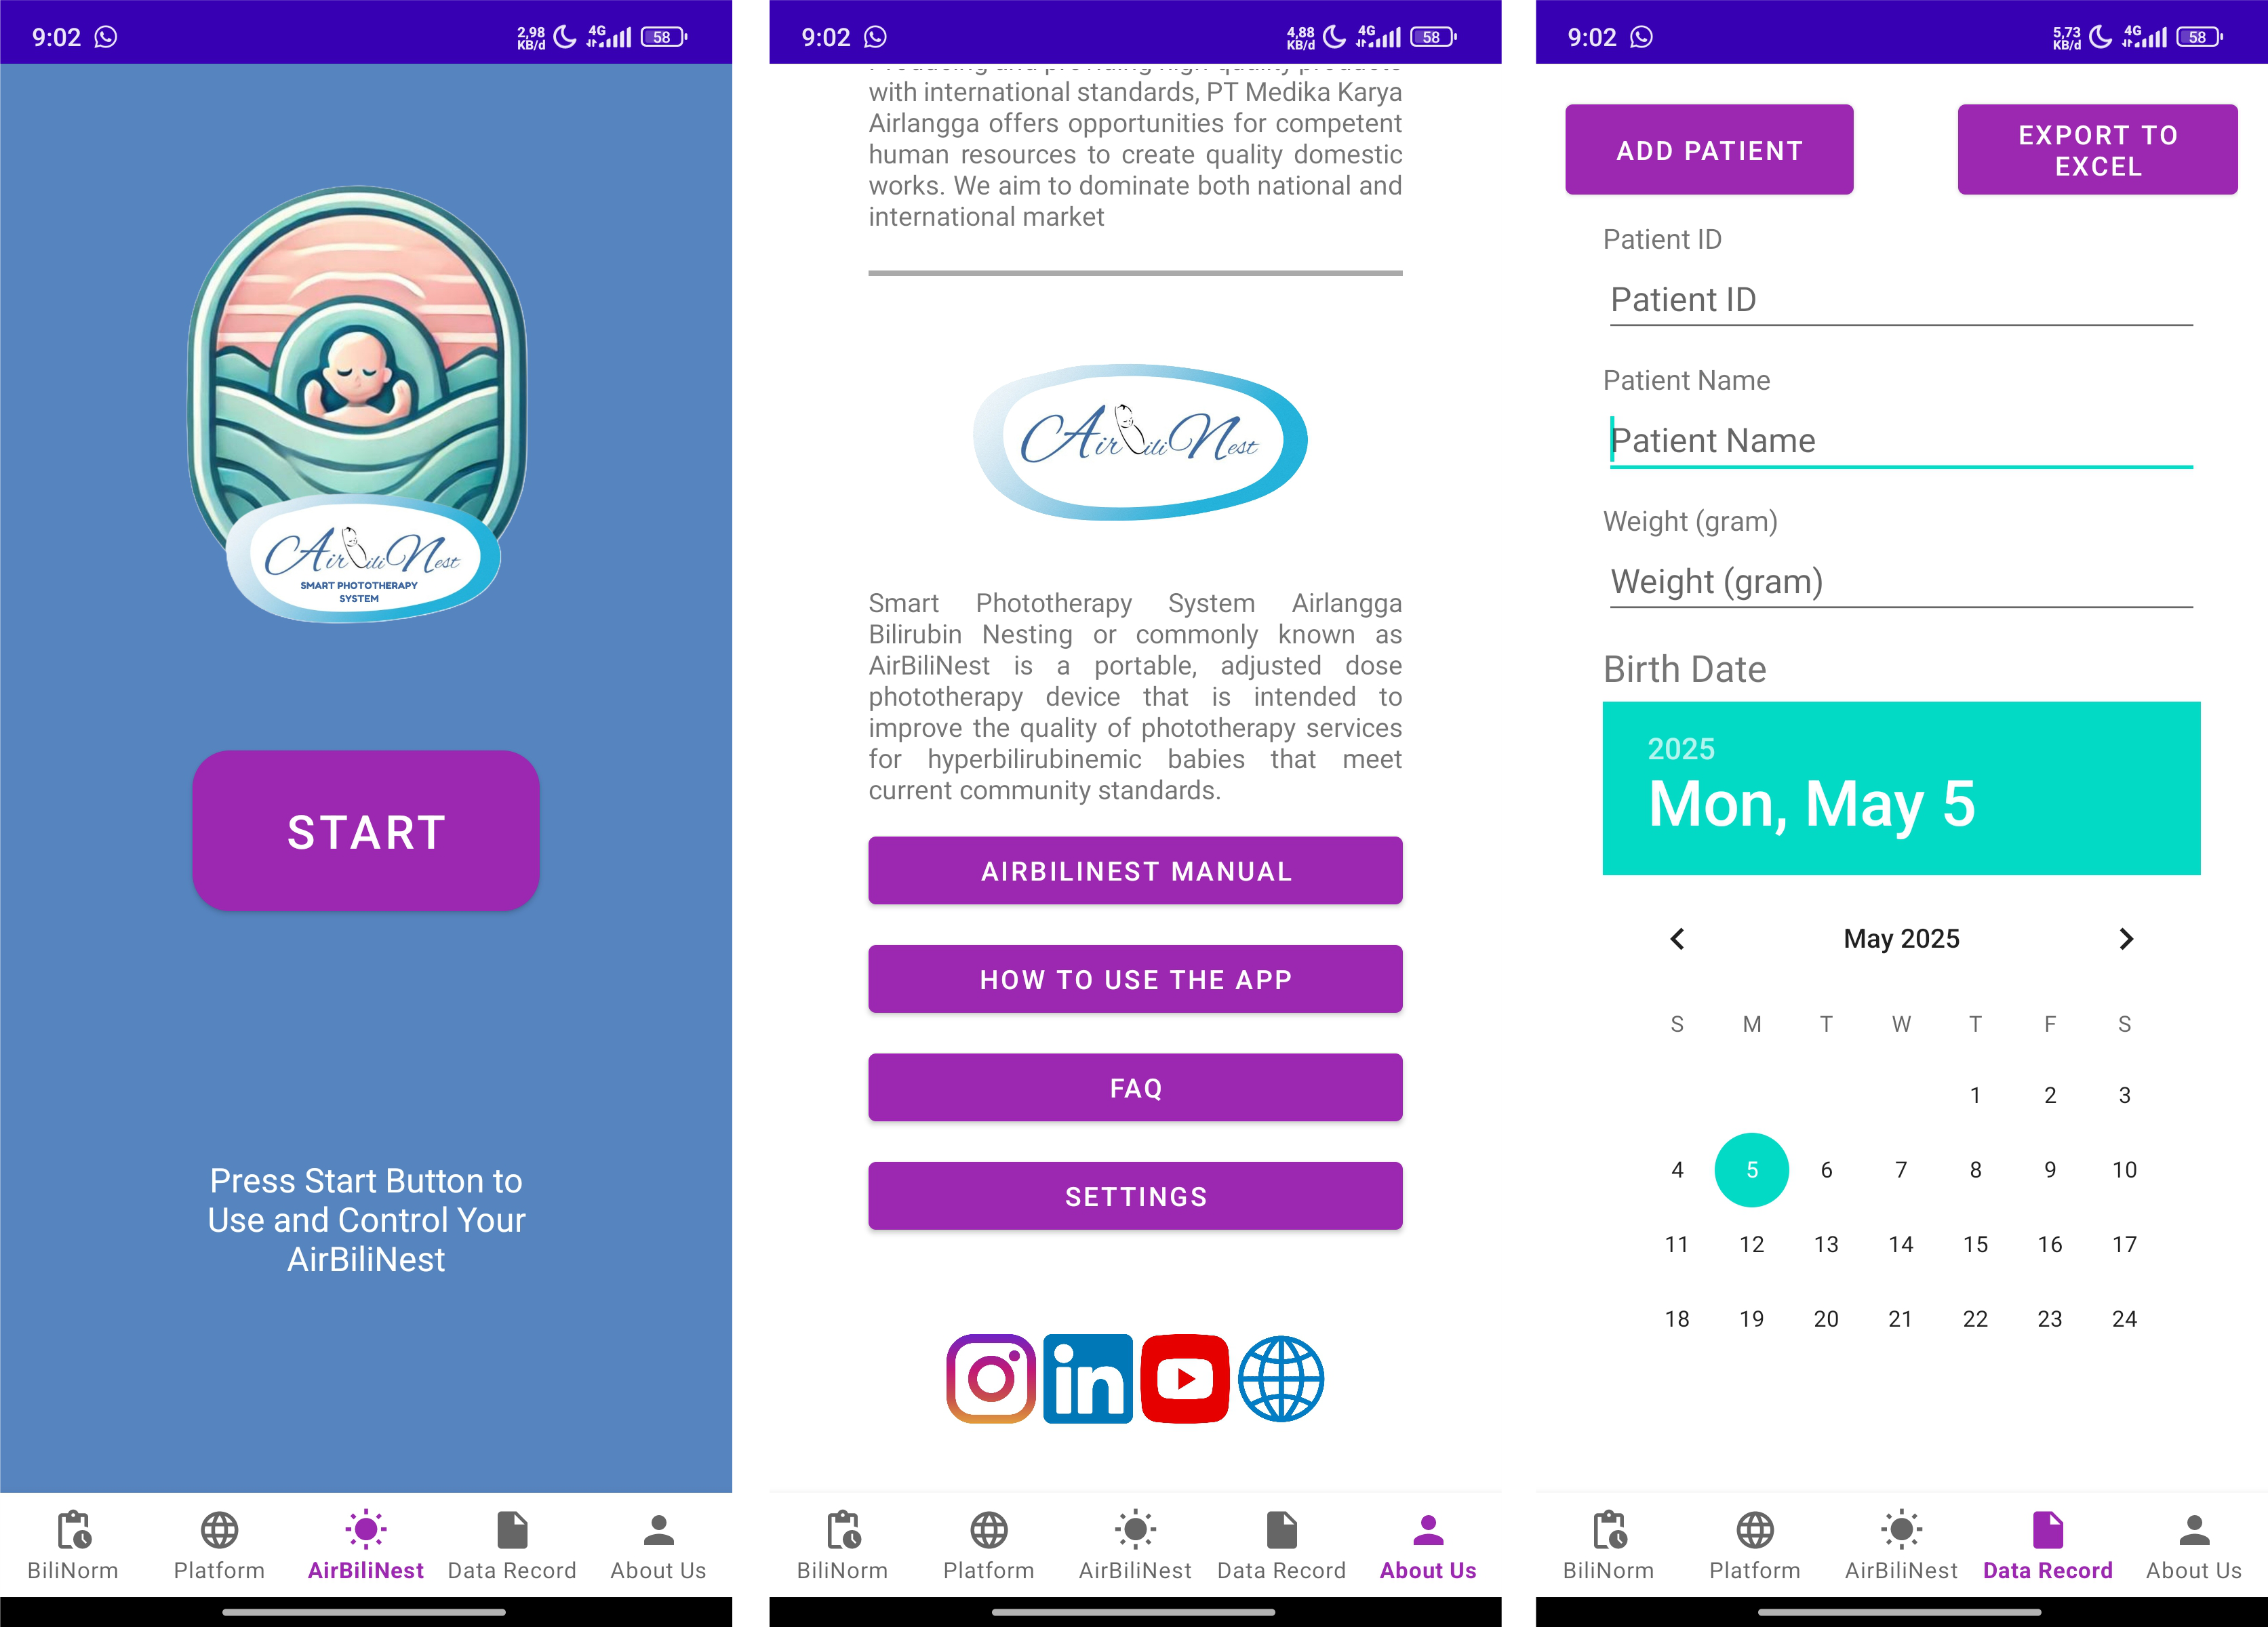 9:02
2,98
KB/d
4G
58
AirBiliNest
SMART PHOTOTHERAPY
SYSTEM
START
Press Start Button to
Use and Control Your
AirBiliNest
BiliNorm
Platform
AirBiliNest
Data Record
About Us
9:02
4,88
KB/d
4G
58
Producing and providing high quality products
with international standards, PT Medika Karya
Airlangga offers opportunities for competent
human resources to create quality domestic
works. We aim to dominate both national and
international market
AirBiliNest
Smart Phototherapy System Airlangga
Bilirubin Nesting or commonly known as
AirBiliNest is a portable, adjusted dose
phototherapy device that is intended to
improve the quality of phototherapy services
for hyperbilirubinemic babies that meet
current community standards.
AIRBILINEST MANUAL
HOW TO USE THE APP
FAQ
SETTINGS
in
BiliNorm
Platform
AirBiliNest
Data Record
About Us
9:02
5,73
KB/d
4G
58
ADD PATIENT
EXPORT TO
EXCEL
Patient ID
Patient ID
Patient Name
Patient Name
Weight (gram)
Weight (gram)
Birth Date
2025
Mon, May 5
May 2025
S M T W T F S
1 2 3
4 5 6 7 8 9 10
11 12 13 14 15 16 17
18 19 20 21 22 23 24
BiliNorm
Platform
AirBiliNest
Data Record
About Us